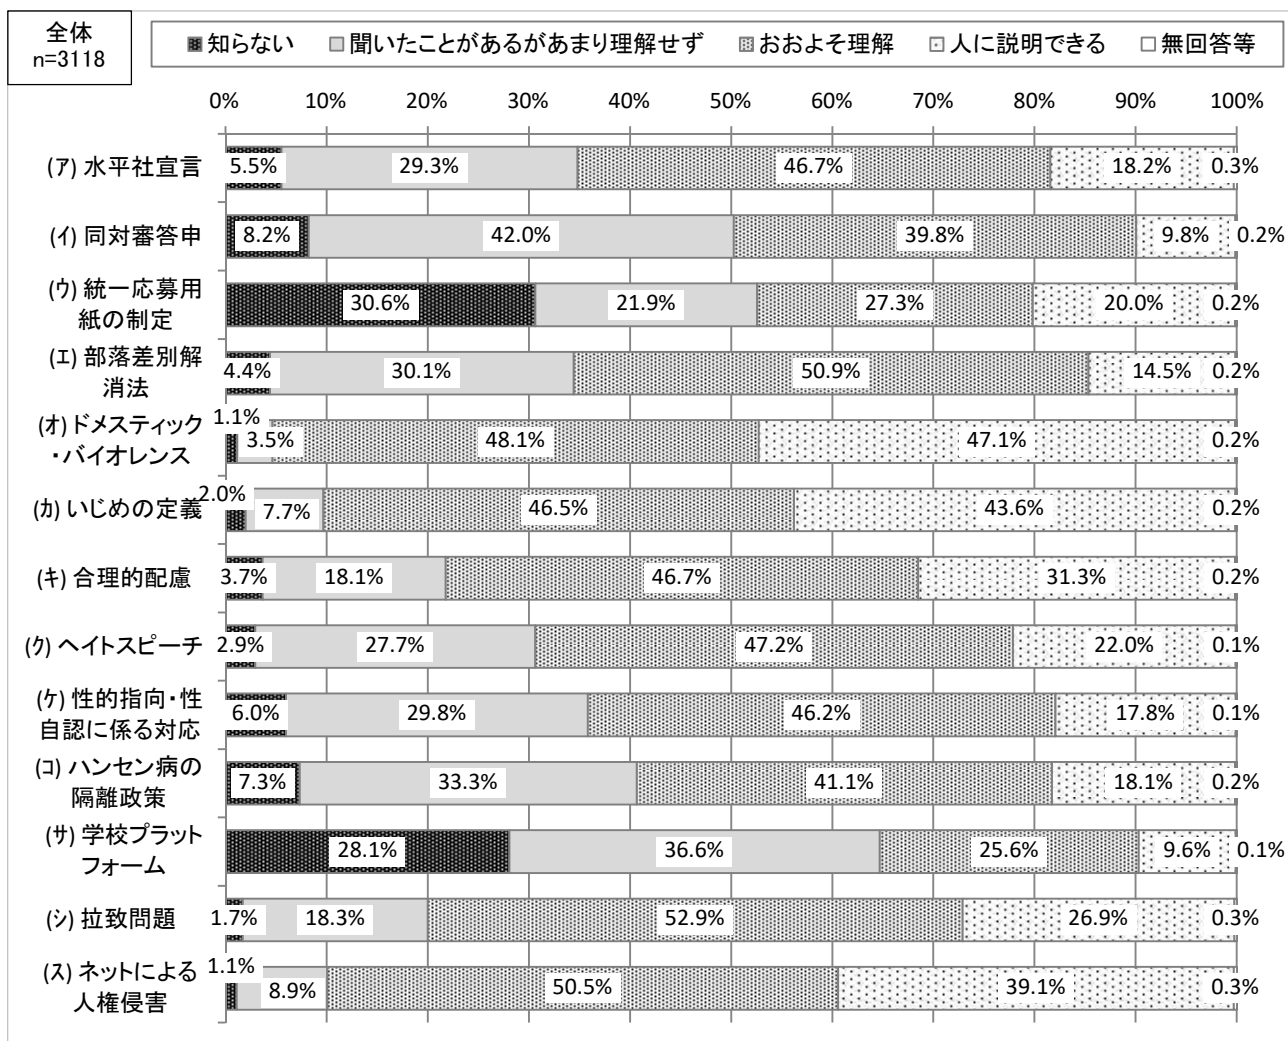 全体
n=3118
知らない 聞いたことがあるがあまり理解せず おおよそ理解 人に説明できる 無回答等
0% 10% 20% 30% 40% 50% 60% 70% 80% 90% 100%
(ア) 水平社宣言 5.5% 29.3% 46.7% 18.2% 0.3%
(イ) 同対審答申 8.2% 42.0% 39.8% 9.8% 0.2%
(ウ) 統一応募用
紙の制定 30.6% 21.9% 27.3% 20.0% 0.2%
(エ) 部落差別解
消法 4.4% 30.1% 50.9% 14.5% 0.2%
(オ) ドメスティック
・バイオレンス 1.1% 3.5% 48.1% 47.1% 0.2%
(カ) いじめの定義 2.0% 7.7% 46.5% 43.6% 0.2%
(キ) 合理的配慮 3.7% 18.1% 46.7% 31.3% 0.2%
(ク) ヘイトスピーチ 2.9% 27.7% 47.2% 22.0% 0.1%
(ケ) 性的指向・性
自認に係る対応 6.0% 29.8% 46.2% 17.8% 0.1%
(コ) ハンセン病の
隔離政策 7.3% 33.3% 41.1% 18.1% 0.2%
(サ) 学校プラット
フォーム 28.1% 36.6% 25.6% 9.6% 0.1%
(シ) 拉致問題 1.7% 18.3% 52.9% 26.9% 0.3%
(ス) ネットによる
人権侵害 1.1% 8.9% 50.5% 39.1% 0.3%